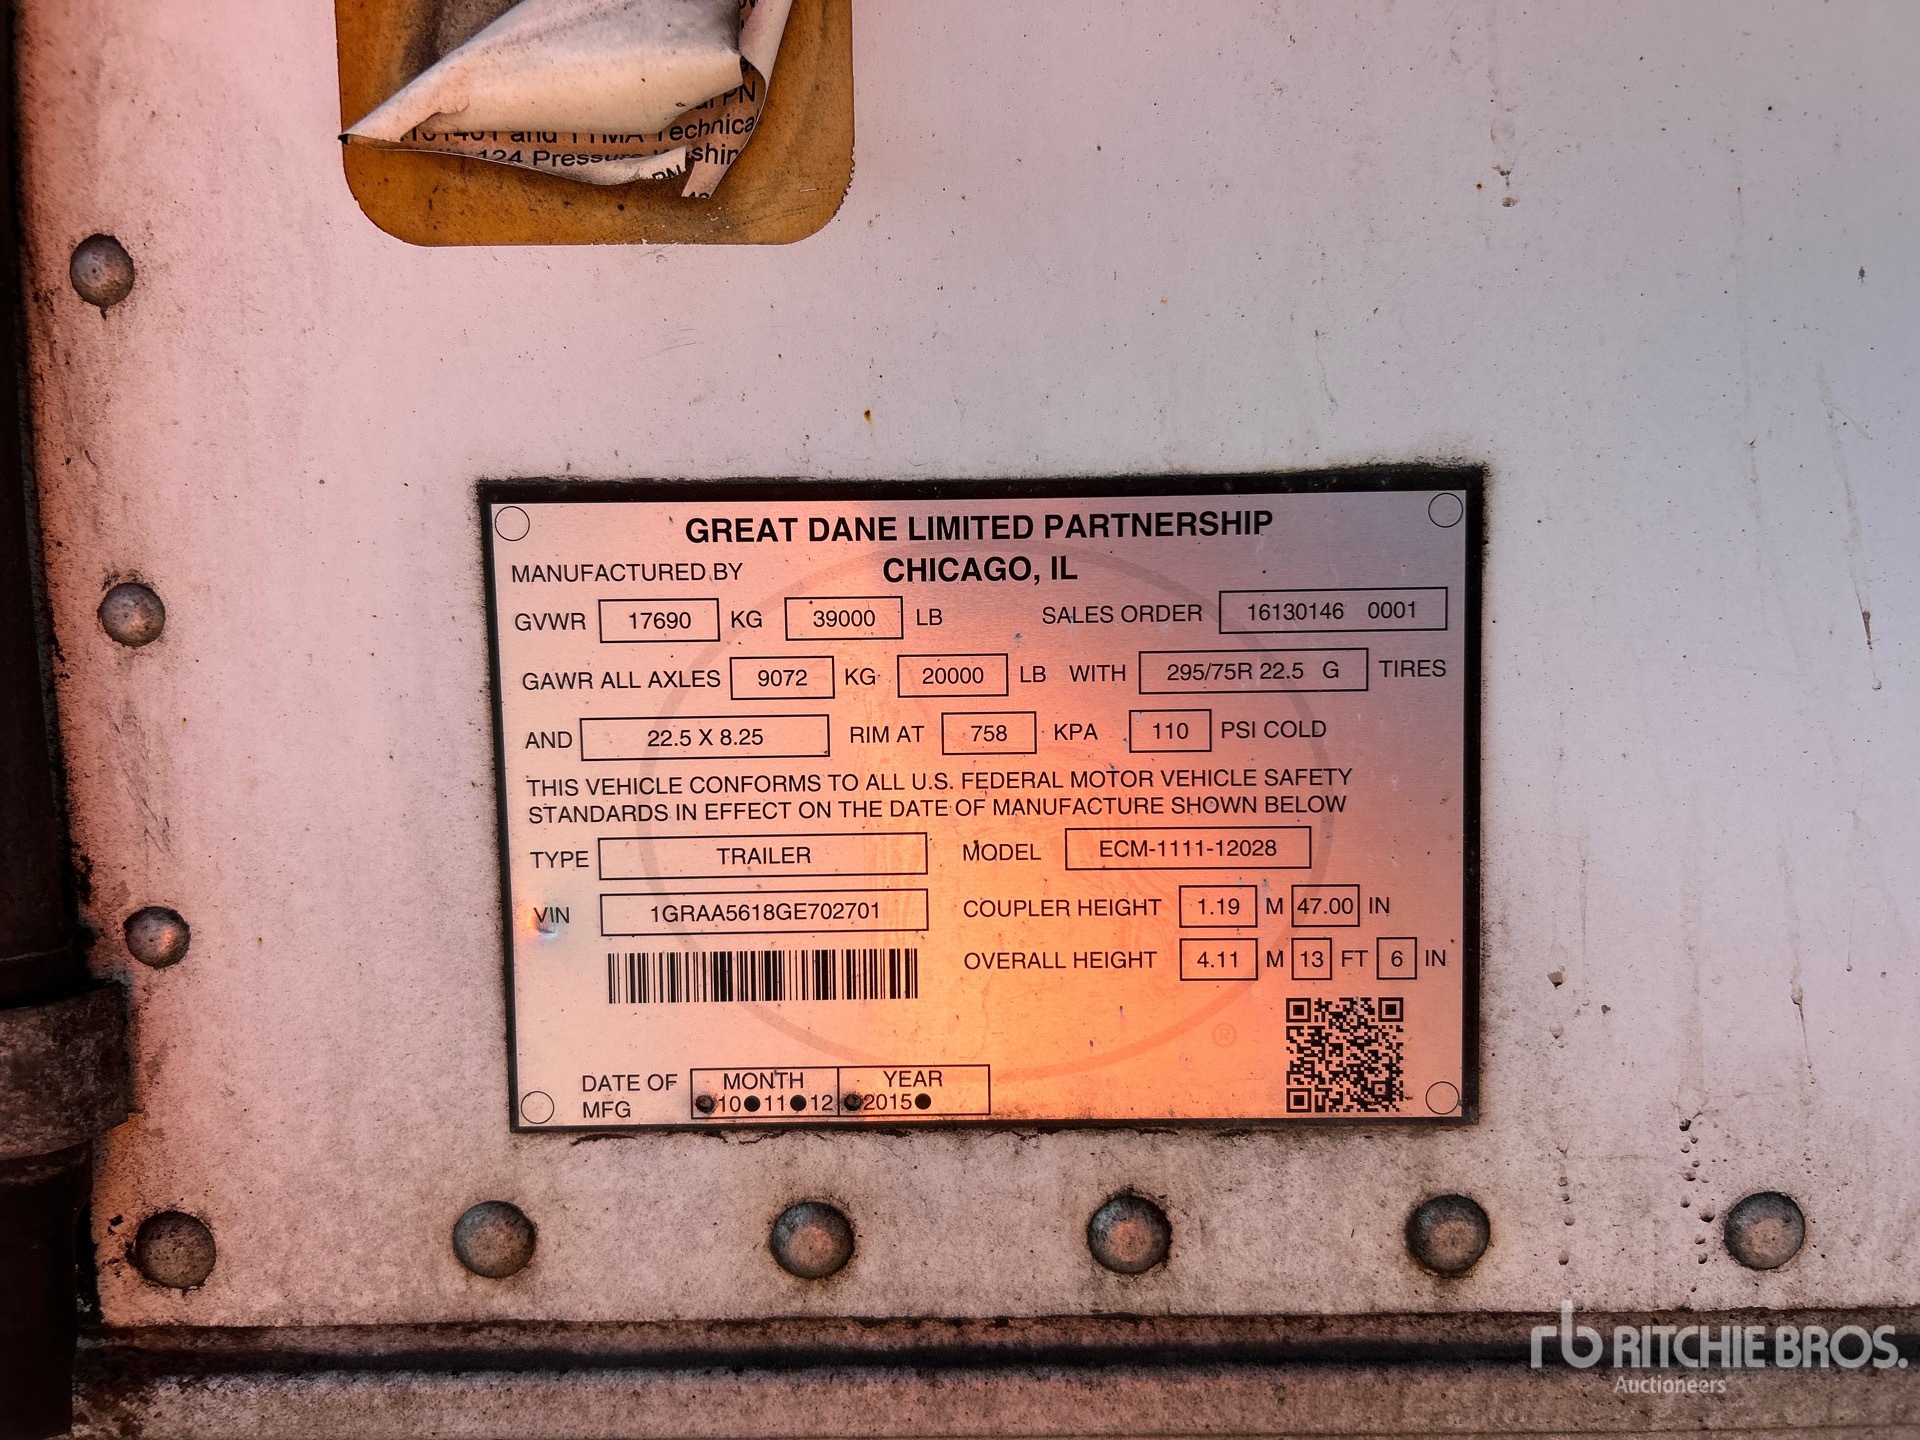 PN
and TTMA Technical
124 Pressure
GREAT DANE LIMITED PARTNERSHIP
MANUFACTURED BY CHICAGO, IL
GVWR 17690 KG 39000 LB SALES ORDER 16130146 0001
GAWR ALL AXLES 9072 KG 20000 LB WITH 295/75R 22.5 G TIRES
AND 22.5 X 8.25 RIM AT 758 KPA 110 PSI COLD
THIS VEHICLE CONFORMS TO ALL U.S. FEDERAL MOTOR VEHICLE SAFETY
STANDARDS IN EFFECT ON THE DATE OF MANUFACTURE SHOWN BELOW
TYPE TRAILER MODEL ECM-1111-12028
VIN 1GRAA5618GE702701 COUPLER HEIGHT 1.19 M 47.00 IN
OVERALL HEIGHT 4.11 M 13 FT 6 IN
®
DATE OF MFG MONTH YEAR
10 11 12 2015
rb RITCHIE BROS.
Auctioneers